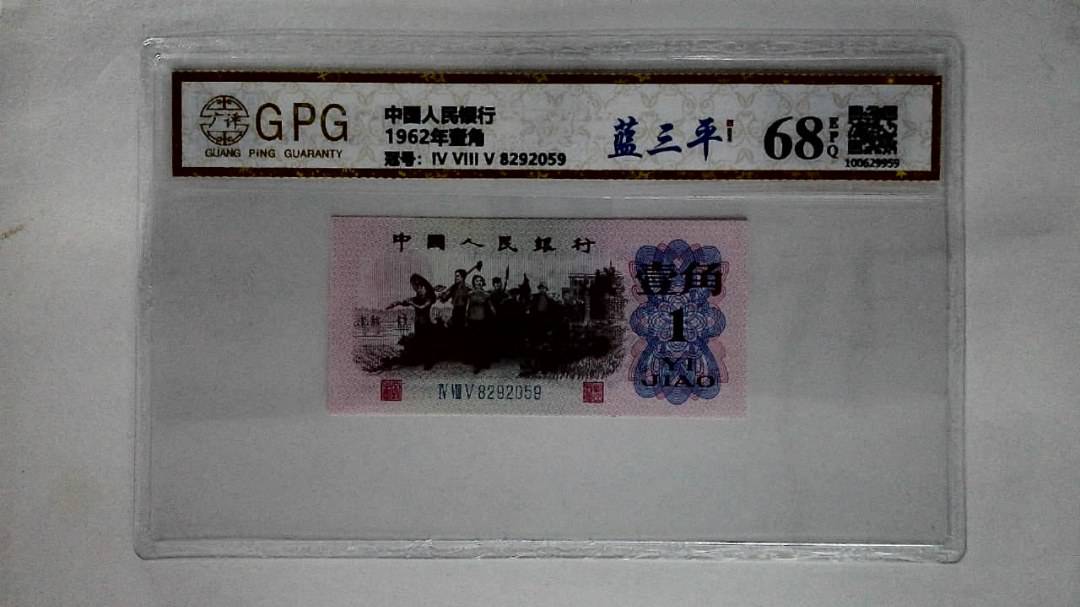 广评
GPG
GUANG PING GUARANTY
中国人民银行
1962年壹角
冠号: IV VIII V 8292059
蓝三平
68
EPQ
100629959
中國人民銀行
壹角
1
YI
JIAO
Ⅳ Ⅷ Ⅴ 8292059